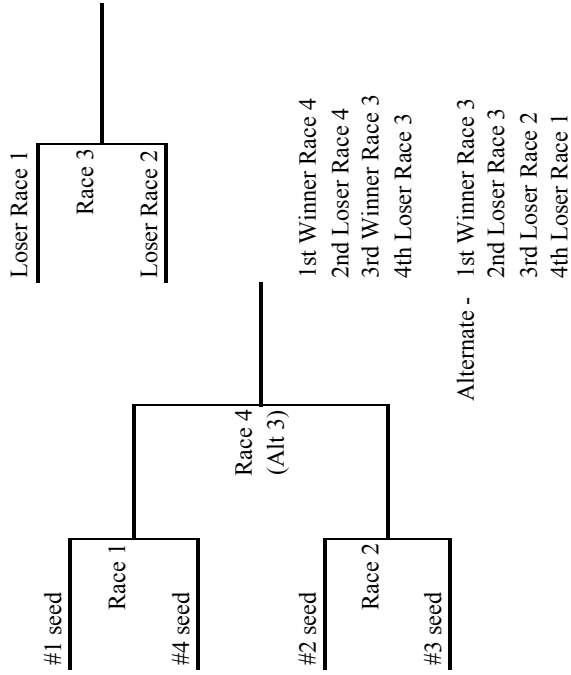 #1 seed
Race 1
#4 seed
#2 seed
Race 2
#3 seed
Race 4
(Alt 3)
Loser Race 1
Race 3
Loser Race 2
1st Winner Race 4
2nd Loser Race 4
3rd Winner Race 3
4th Loser Race 3
Alternate - 1st Winner Race 3
2nd Loser Race 3
3rd Loser Race 2
4th Loser Race 1